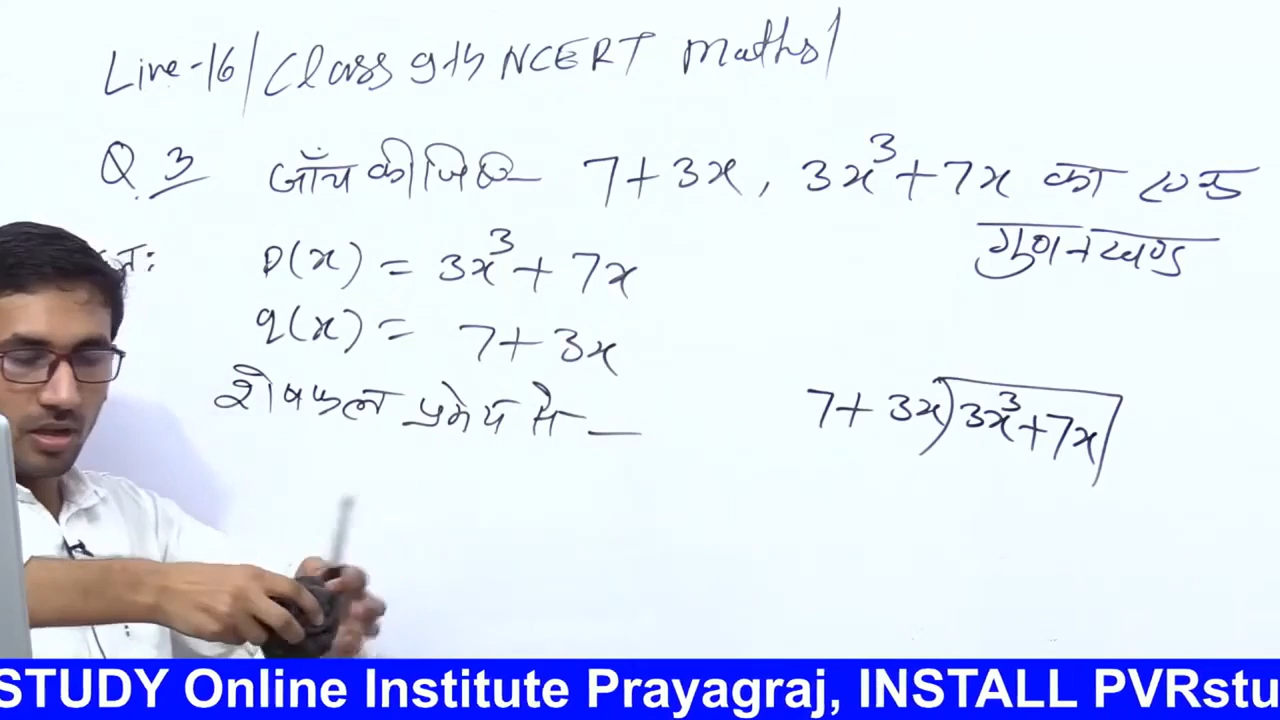 Live-16/Class 9th NCERT Maths/
Q 3 जाँच कीजिए - 7+3x, 3x³+7x का एक
गुणनखण्ड
p(x) = 3x³+7x
q(x) = 7+3x
शेषफल प्रमेय से —
7+3x)3x³+7x
STUDY Online Institute Prayagraj, INSTALL PVRstu